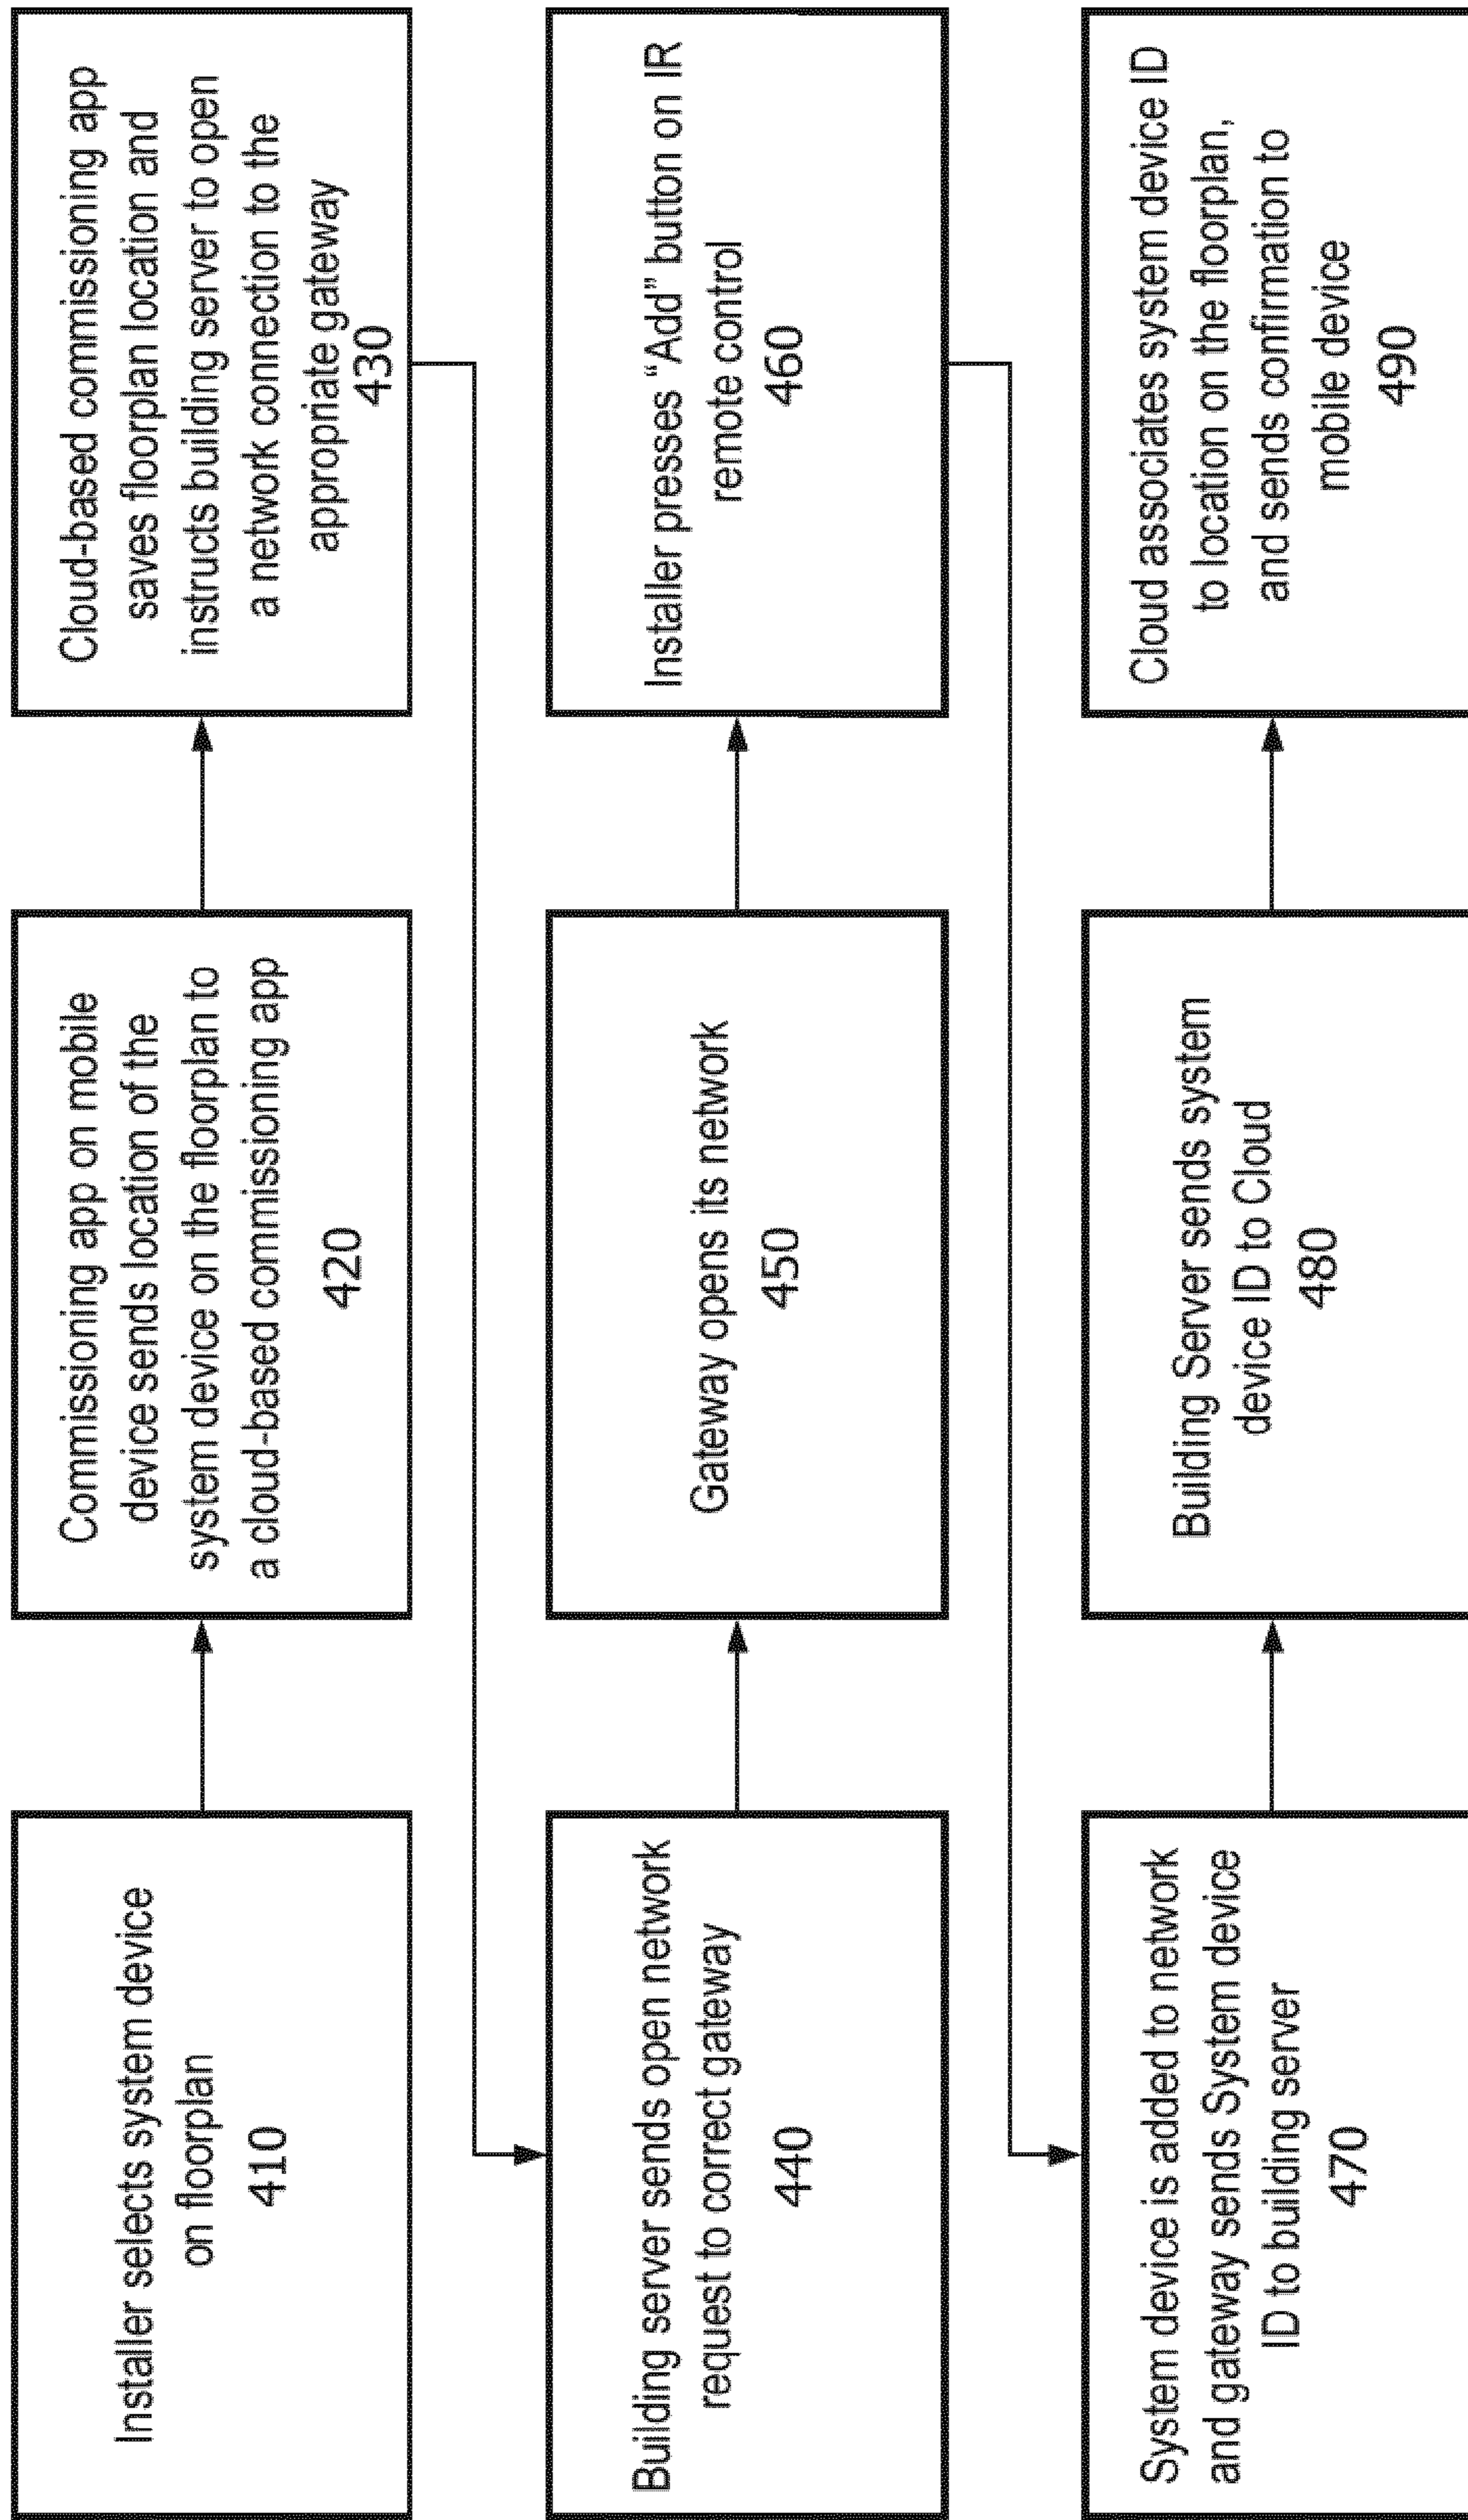 Installer selects system device
on floorplan
410
Commissioning app on mobile
device sends location of the
system device on the floorplan to
a cloud-based commissioning app
420
Cloud-based commissioning app
saves floorplan location and
instructs building server to open
a network connection to the
appropriate gateway
430
Building server sends open network
request to correct gateway
440
Gateway opens its network
450
Installer presses “Add” button on IR
remote control
460
System device is added to network
and gateway sends System device
ID to building server
470
Building Server sends system
device ID to Cloud
480
Cloud associates system device ID
to location on the floorplan,
and sends confirmation to
mobile device
490